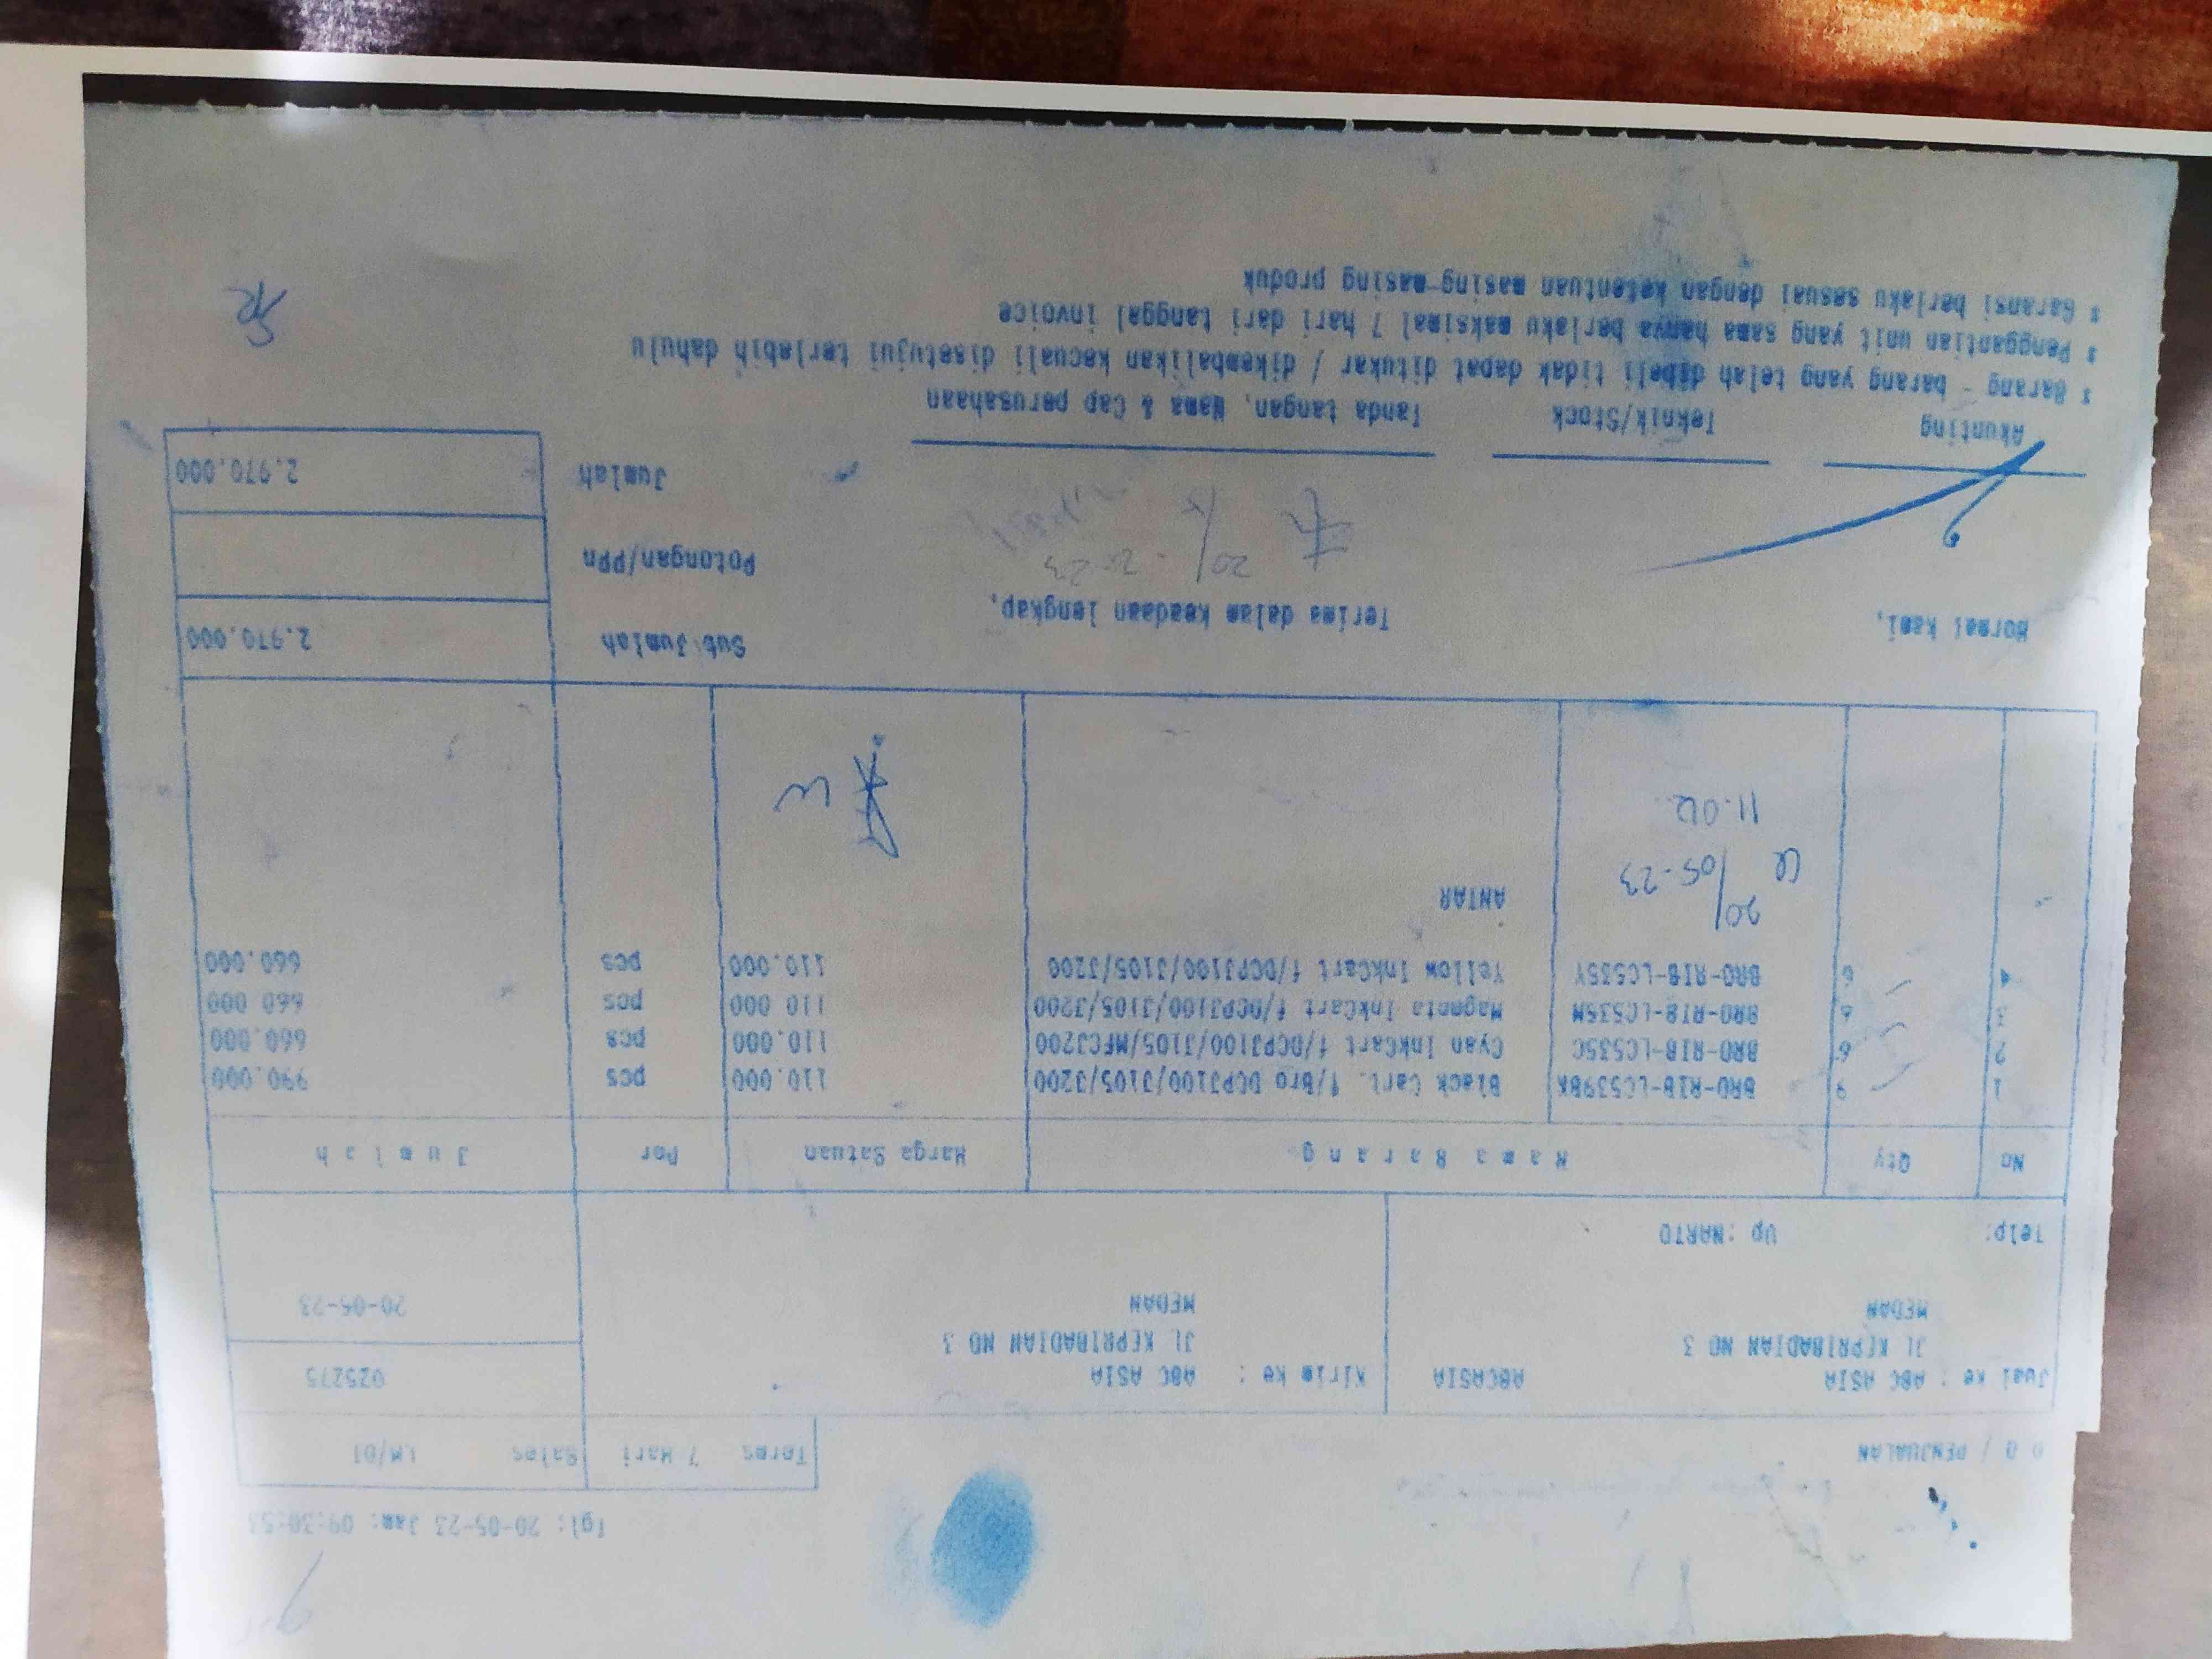 Tgl: 20-05-23 Jam: 09:30:53
D O / PENJUALAN
Terms 7 Hari Sales LM/01
Jual ke : ABC ASIA ABCASIA Kirim ke : ABC ASIA 025275
JL KEPRIBADIAN NO 3 JL KEPRIBADIAN NO 3
MEDAN MEDAN 20-05-23
Telp: Up :NARTO
No Qty N a m a B a r a n g Harga Satuan Per J u m l a h
1 9 BRO-RIB-LC539BK Black Cart. f/Bro DCPJ100/J105/J200 110.000 pcs 990.000
2 6 BRO-RIB-LC535C Cyan InkCart f/DCPJ100/J105/MFCJ200 110.000 pcs 660.000
3 6 BRO-RIB-LC535M Magenta InkCart f/DCPJ100/J105/J200 110 000 pcs 660 000
4 6 BRO-RIB-LC535Y Yellow InkCart f/DCPJ100/J105/J200 110.000 pcs 660.000
20/05-23 ANTAR
Hormat kami, Terima dalam keadaan lengkap, Sub Jumlah 2.970.000
Potongan/PPn
Jumlah 2.970.000
Akunting Teknik/Stock Tanda tangan, Nama & Cap perusahaan
* Barang - barang yang telah dibeli tidak dapat ditukar / dikembalikan kecuali disetujui terlebih dahulu
* Penggantian unit yang sama hanya berlaku maksimal 7 hari dari tanggal invoice
* Garansi berlaku sesuai dengan ketentuan masing-masing produk